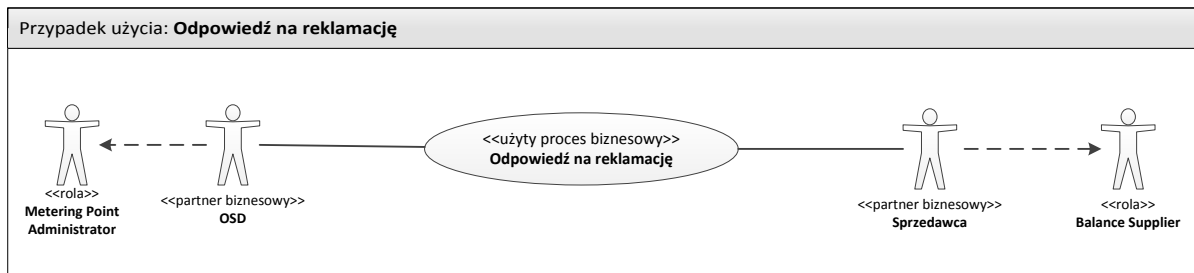 Przypadek użycia: Odpowiedź na reklamację
<<użyty proces biznesowy>>
Odpowiedź na reklamację
<<rola>>
Metering Point
Administrator
<<partner biznesowy>>
OSD
<<partner biznesowy>>
Sprzedawca
<<rola>>
Balance Supplier